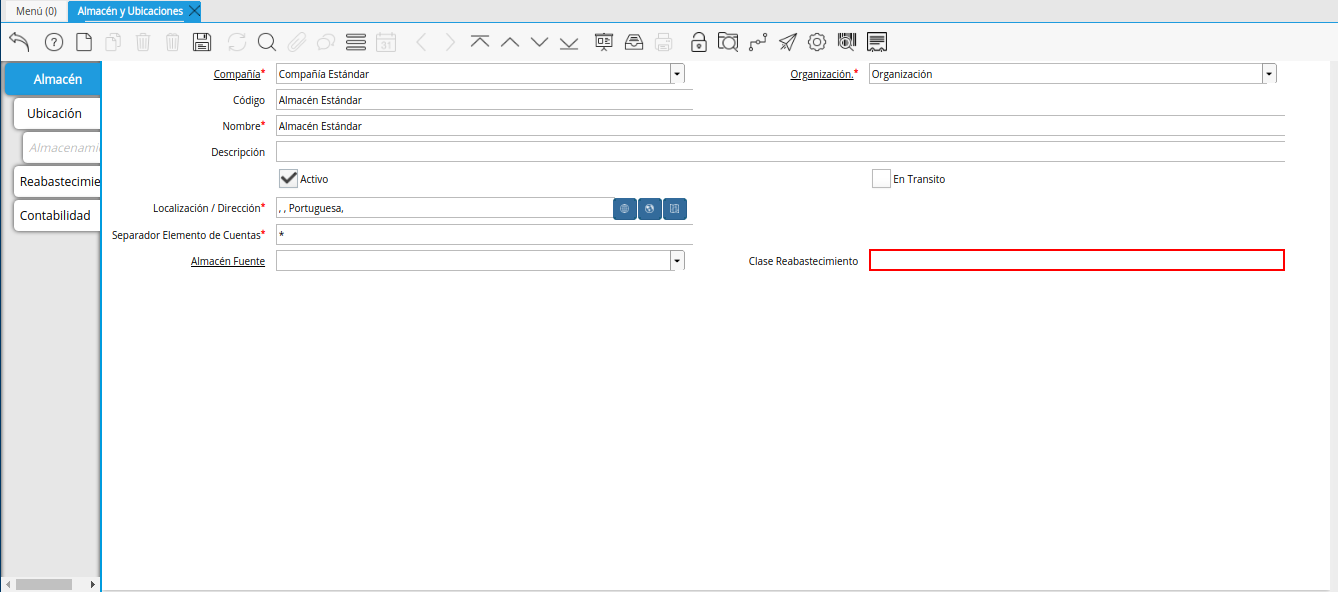 Menú (0)
Almacén y Ubicaciones
31
Almacén
Ubicación
Almacenami
Reabastecimie
Contabilidad
Compañía* Compañía Estándar
Organización.* Organización
Código Almacén Estándar
Nombre* Almacén Estándar
Descripción
Activo
En Transito
Localización / Dirección* , , Portuguesa,
Separador Elemento de Cuentas* *
Almacén Fuente
Clase Reabastecimiento